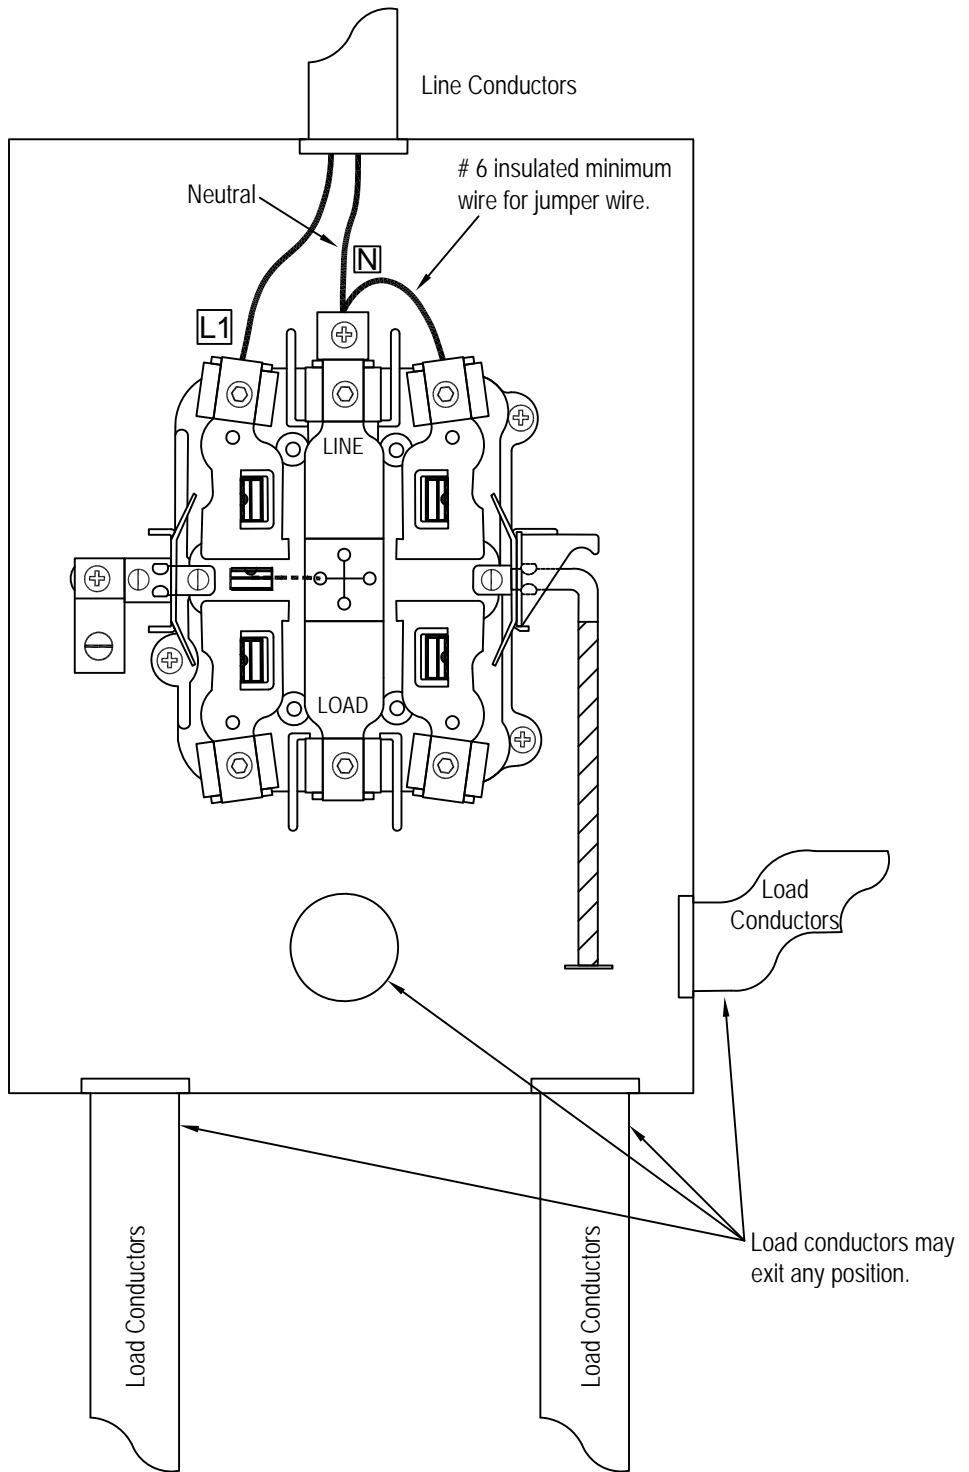 Line Conductors
# 6 insulated minimum
wire for jumper wire.
Neutral
N
L1
LINE
LOAD
Load
Conductors
Load conductors may
exit any position.
Load Conductors
Load Conductors